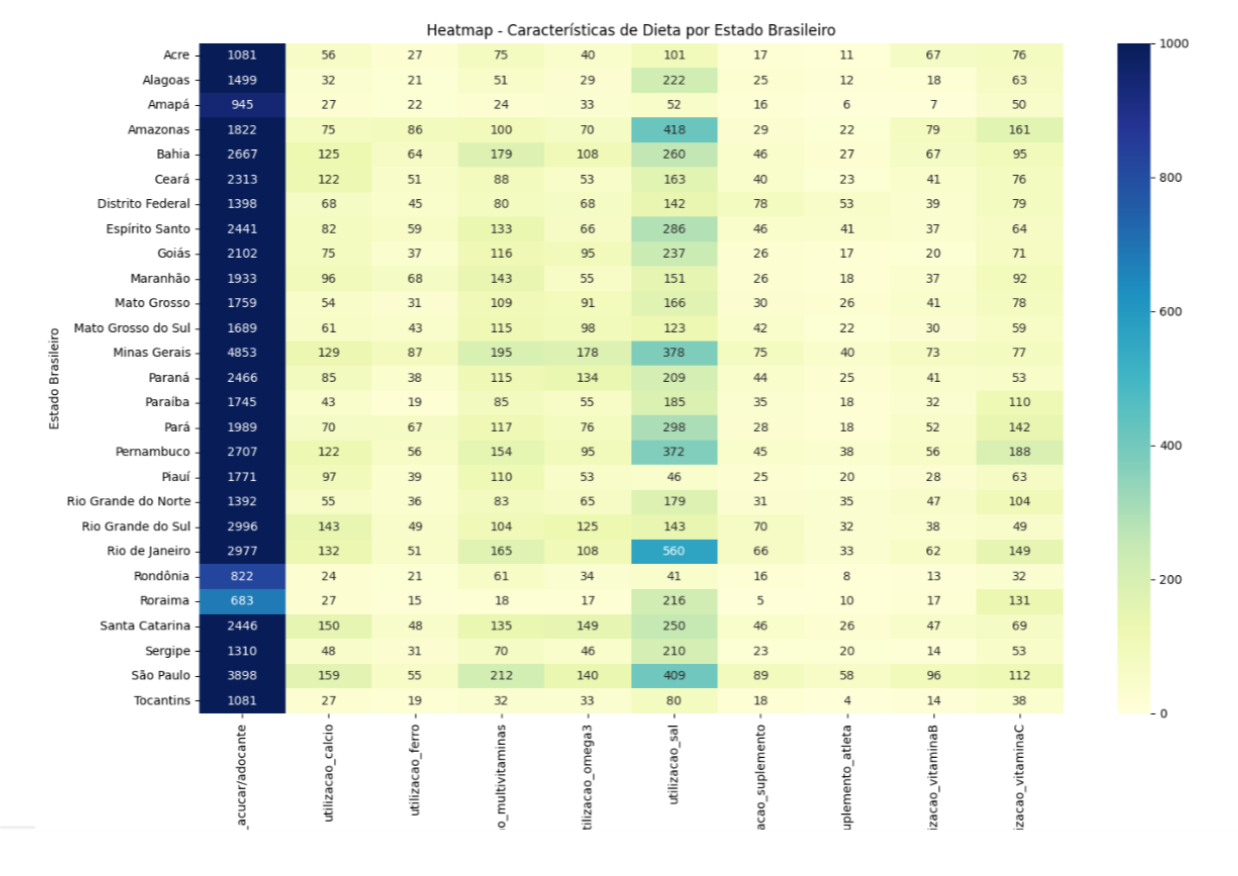 Heatmap - Características de Dieta por Estado Brasileiro
Estado Brasileiro
Acre 1081 56 27 75 40 101 17 11 67 76
Alagoas 1499 32 21 51 29 222 25 12 18 63
Amapá 945 27 22 24 33 52 16 6 7 50
Amazonas 1822 75 86 100 70 418 29 22 79 161
Bahia 2667 125 64 179 108 260 46 27 67 95
Ceará 2313 122 51 88 53 163 40 23 41 76
Distrito Federal 1398 68 45 80 68 142 78 53 39 79
Espírito Santo 2441 82 59 133 66 286 46 41 37 64
Goiás 2102 75 37 116 95 237 26 17 20 71
Maranhão 1933 96 68 143 55 151 26 18 37 92
Mato Grosso 1759 54 31 109 91 166 30 26 41 78
Mato Grosso do Sul 1689 61 43 115 98 123 42 22 30 59
Minas Gerais 4853 129 87 195 178 378 75 40 73 77
Paraná 2466 85 38 115 134 209 44 25 41 53
Paraíba 1745 43 19 85 55 185 35 18 32 110
Pará 1989 70 67 117 76 298 28 18 52 142
Pernambuco 2707 122 56 154 95 372 45 38 56 188
Piauí 1771 97 39 110 53 46 25 20 28 63
Rio Grande do Norte 1392 55 36 83 65 179 31 35 47 104
Rio Grande do Sul 2996 143 49 104 125 143 70 32 38 49
Rio de Janeiro 2977 132 51 165 108 560 66 33 62 149
Rondônia 822 24 21 61 34 41 16 8 13 32
Roraima 683 27 15 18 17 216 5 10 17 131
Santa Catarina 2446 150 48 135 149 250 46 26 47 69
Sergipe 1310 48 31 70 46 210 23 20 14 53
São Paulo 3898 159 55 212 140 409 89 58 96 112
Tocantins 1081 27 19 32 33 80 18 4 14 38
_acucar/adocante
utilizacao_calcio
utilizacao_ferro
o_multivitaminas
tilizacao_omega3
utilizacao_sal
acao_suplemento
uplemento_atleta
izacao_vitaminaB
izacao_vitaminaC
1000
800
600
400
200
0